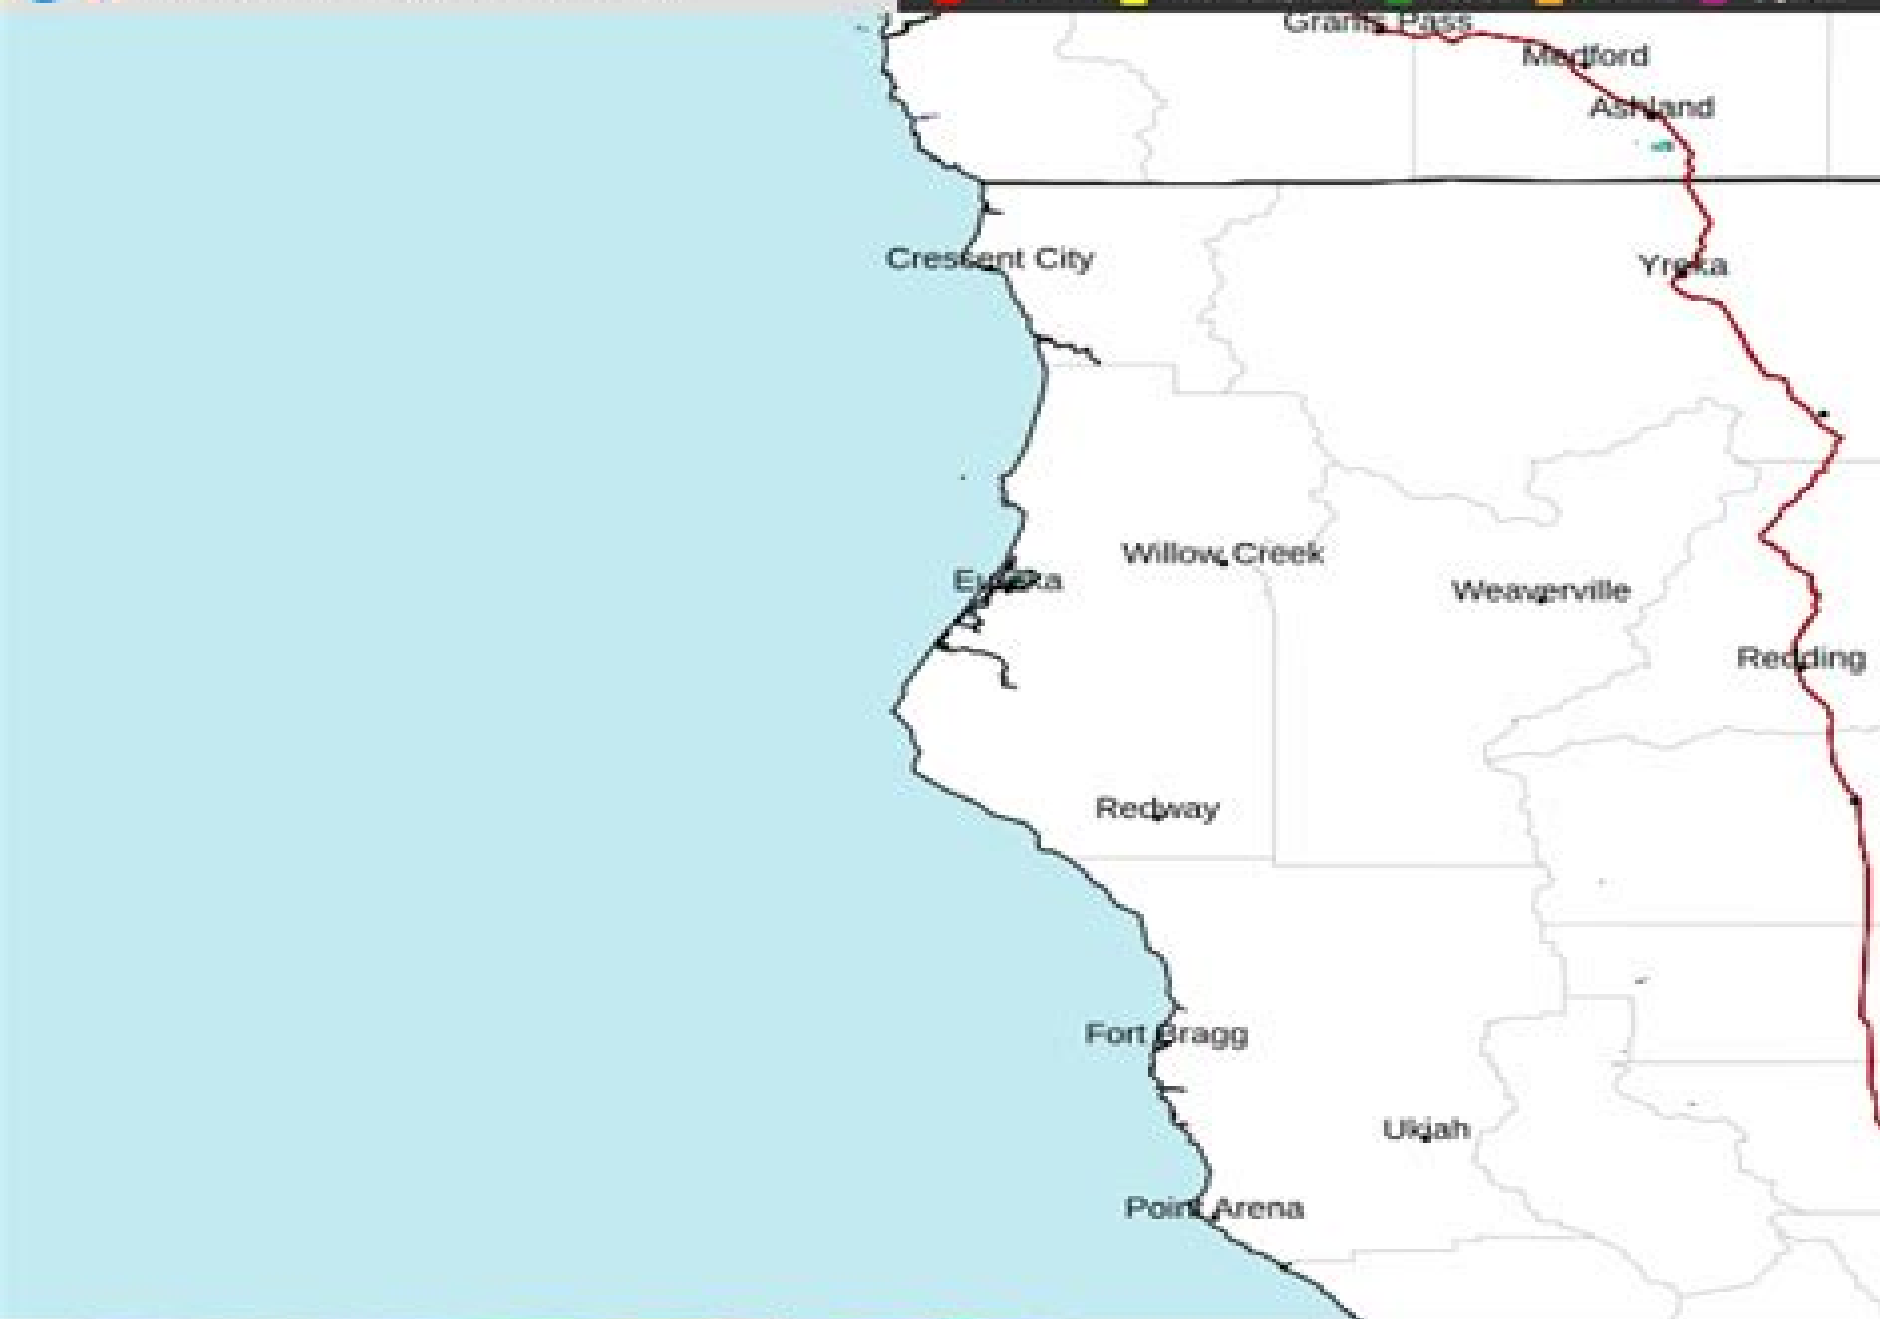 Grants Pass
Medford
Ashland
Crescent City
Yreka
Willow Creek
Eureka
Weaverville
Redding
Redway
Fort Bragg
Ukiah
Point Arena